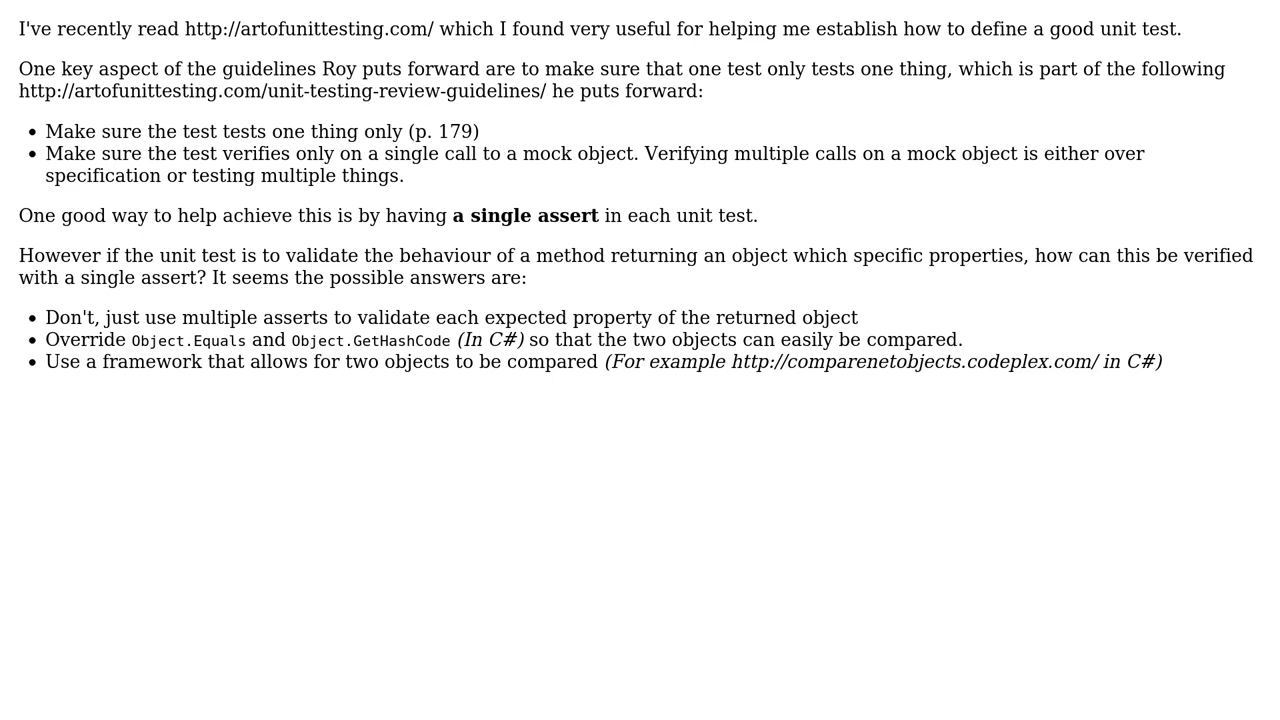 I've recently read http://artofunittesting.com/ which I found very useful for helping me establish how to define a good unit test.
One key aspect of the guidelines Roy puts forward are to make sure that one test only tests one thing, which is part of the following
http://artofunittesting.com/unit-testing-review-guidelines/ he puts forward:
• Make sure the test tests one thing only (p. 179)
• Make sure the test verifies only on a single call to a mock object. Verifying multiple calls on a mock object is either over
specification or testing multiple things.
One good way to help achieve this is by having a single assert in each unit test.
However if the unit test is to validate the behaviour of a method returning an object which specific properties, how can this be verified
with a single assert? It seems the possible answers are:
• Don't, just use multiple asserts to validate each expected property of the returned object
• Override Object.Equals and Object.GetHashCode (In C#) so that the two objects can easily be compared.
• Use a framework that allows for two objects to be compared (For example http://comparenetobjects.codeplex.com/ in C#)